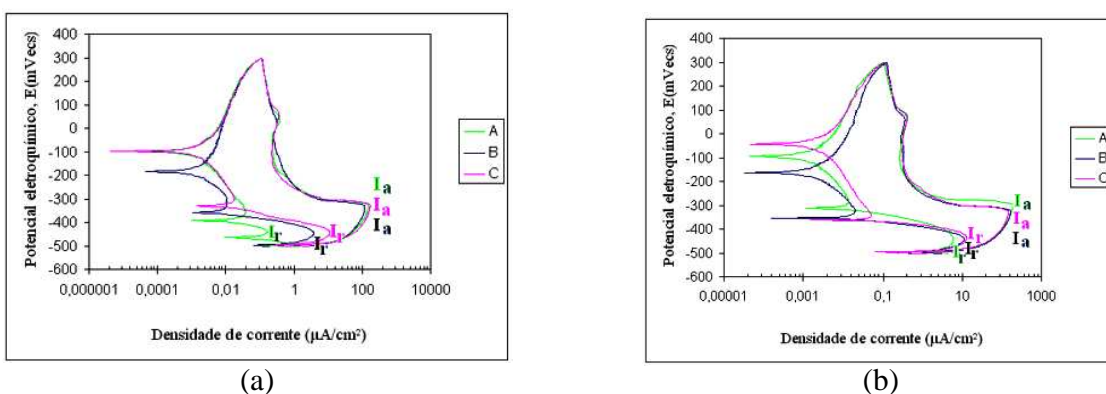 Potencial eletroquímico, E(mVecs)
400
300
200
100
0
-100
-200
-300
-400
-500
-600
0,000001
0,0001
0,01
1
100
10000
Densidade de corrente (µA/cm²)
Ia
Ia
Ia
Ir
Ir
Ir
A
B
C
(a)
Potencial eletroquímico, E(mVecs)
400
300
200
100
0
-100
-200
-300
-400
-500
-600
0,00001
0,001
0,1
10
1000
Densidade de corrente (µA/cm²)
Ia
Ia
Ia
Ir
Ir
Ir
A
B
C
(b)